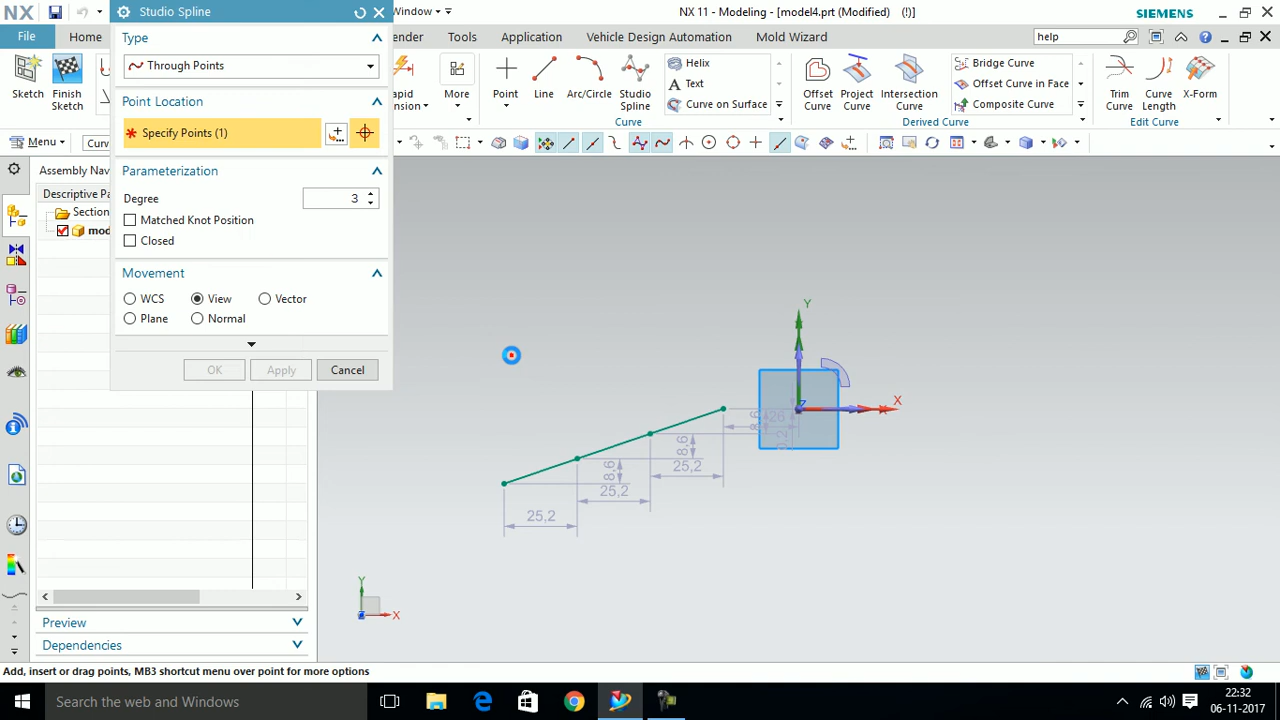 NX
Studio Spline
Window
NX 11 - Modeling - [model4.prt (Modified) (!)]
SIEMENS
File
Home
ender
Tools
Application
Vehicle Design Automation
Mold Wizard
help
Type
Through Points
Sketch
Finish Sketch
More
Point
Line
Arc/Circle
Studio Spline
Helix
Text
Curve on Surface
Offset Curve
Project Curve
Intersection Curve
Bridge Curve
Offset Curve in Face
Composite Curve
Trim Curve
Curve Length
X-Form
Curve
Derived Curve
Edit Curve
Point Location
Specify Points (1)
Menu
Curv
Assembly Nav
Descriptive Pa
Section
mod
Parameterization
Degree
3
Matched Knot Position
Closed
Movement
WCS
View
Vector
Plane
Normal
OK
Apply
Cancel
Y
X
Z
8,6
25,2
8,6
25,2
8,6
25,2
26
Y
X
Preview
Dependencies
Add, insert or drag points, MB3 shortcut menu over point for more options
Search the web and Windows
22:32
06-11-2017